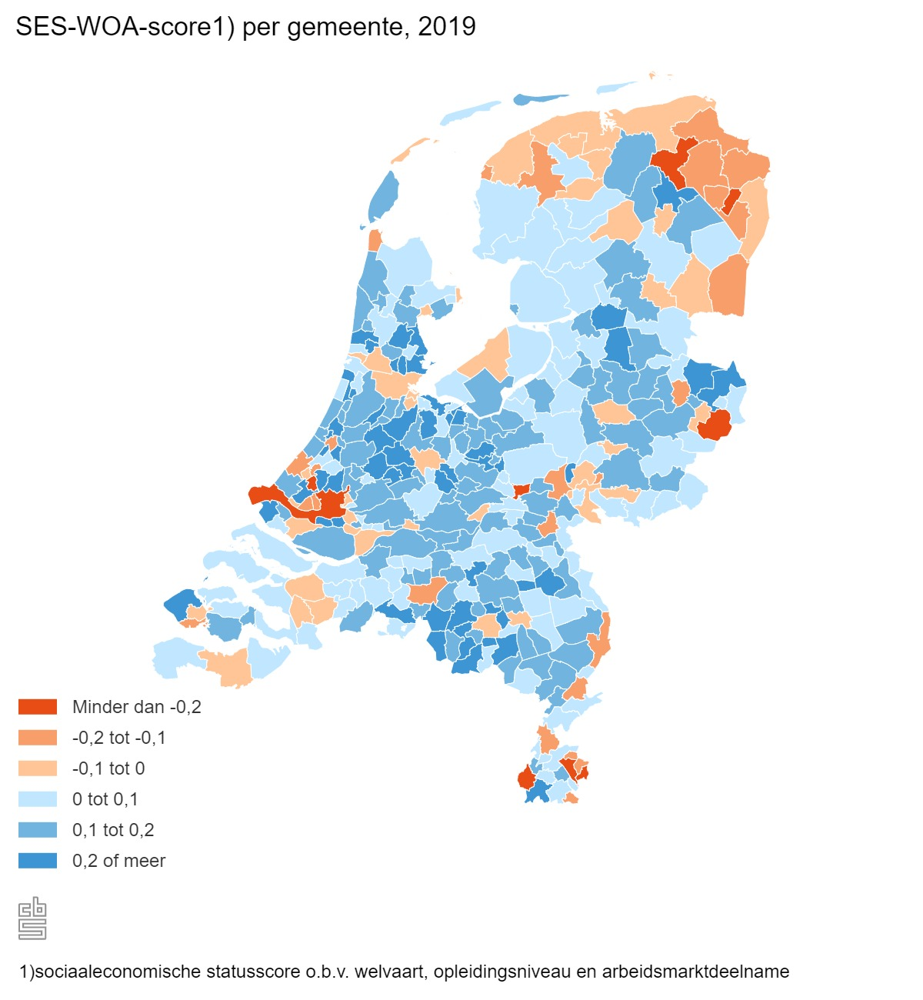 SES-WOA-score1) per gemeente, 2019
Minder dan -0,2
-0,2 tot -0,1
-0,1 tot 0
0 tot 0,1
0,1 tot 0,2
0,2 of meer
cbs
1)sociaaleconomische statusscore o.b.v. welvaart, opleidingsniveau en arbeidsmarktdeelname